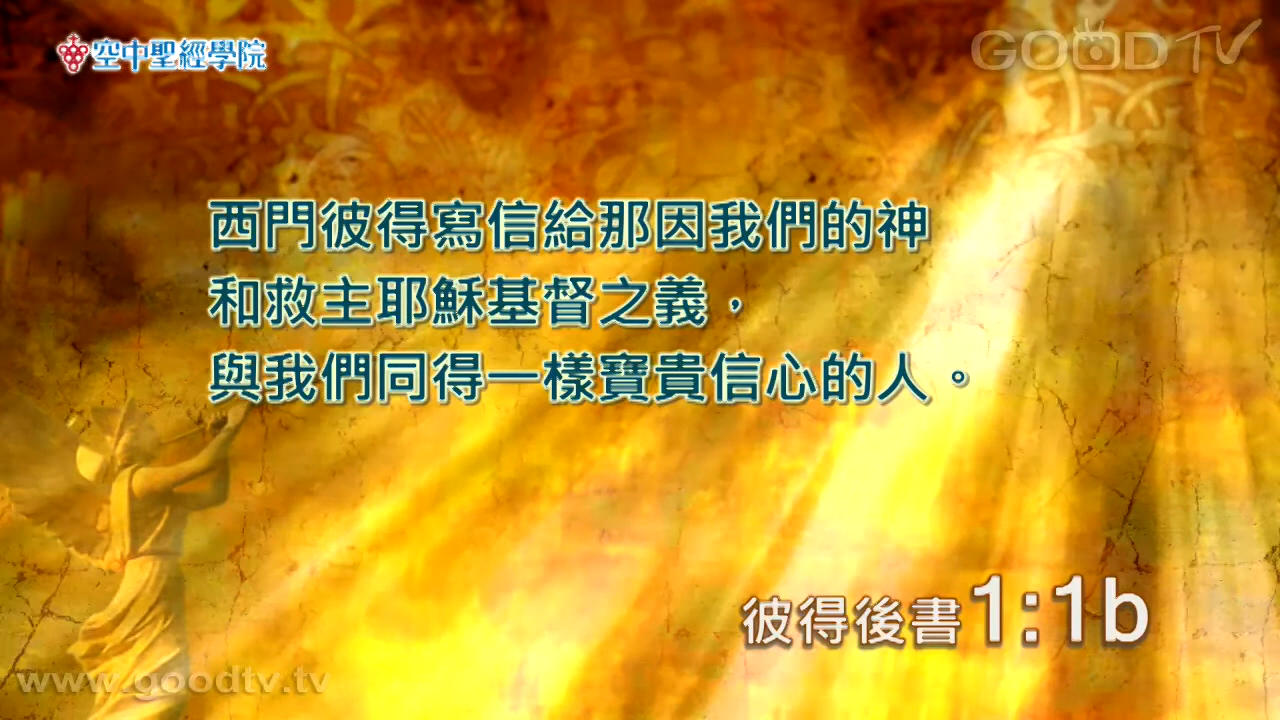 空中聖經學院
GOOD TV
西門彼得寫信給那因我們的神
和救主耶穌基督之義，
與我們同得一樣寶貴信心的人。
彼得後書1:1b
www.goodtv.tv